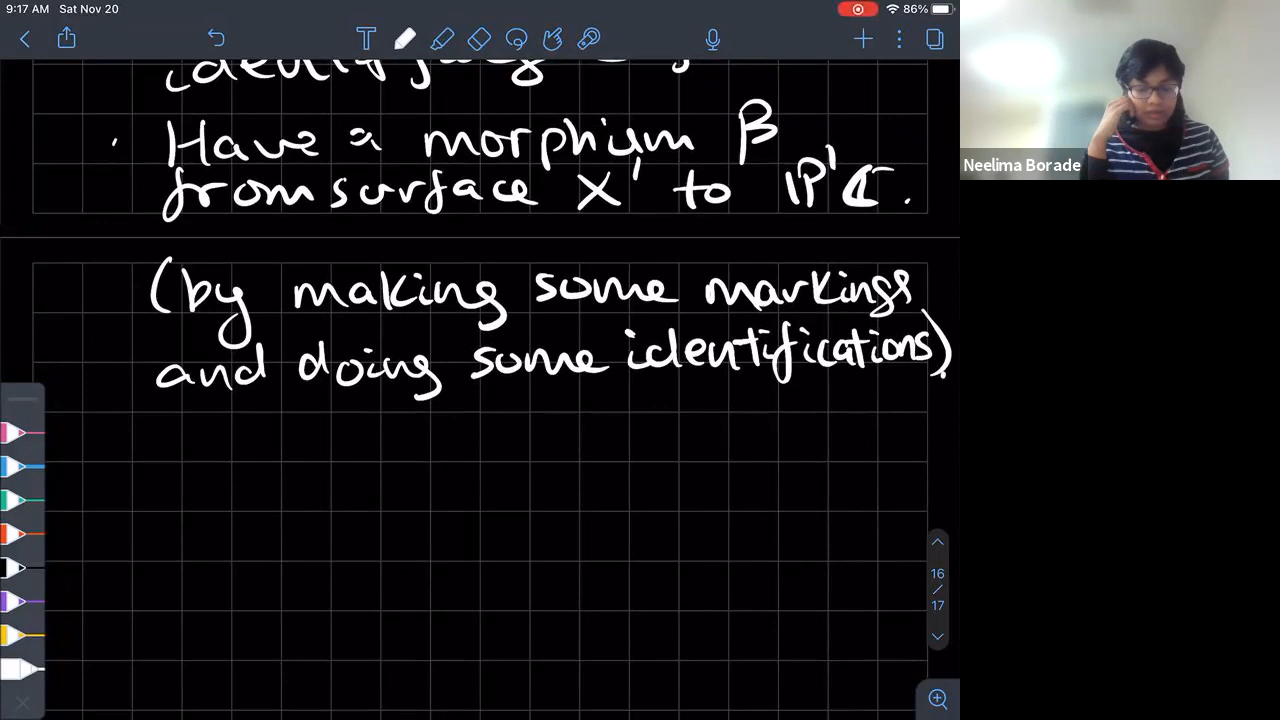 9:17 AM Sat Nov 20
86%
T
identifying
. Have a morphism β
from surface X' to ℙ¹ℂ.
(by making some markings
and doing some identifications).
16
17
Neelima Borade